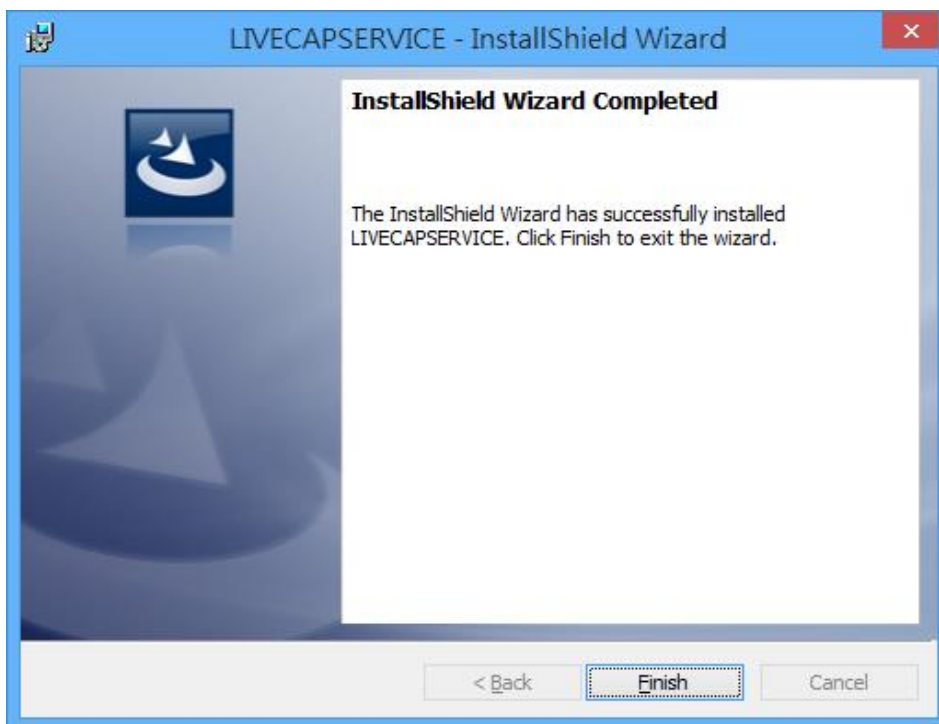 LIVECAPSERVICE - InstallShield Wizard
InstallShield Wizard Completed
The InstallShield Wizard has successfully installed
LIVECAPSERVICE. Click Finish to exit the wizard.
< Back
Finish
Cancel